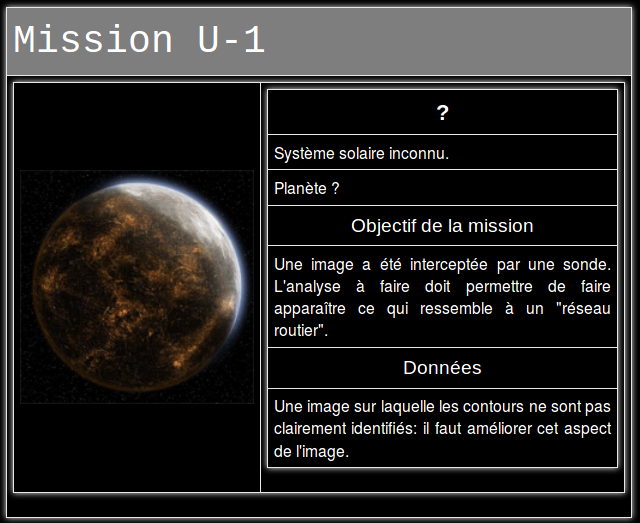 Mission U-1
?
Système solaire inconnu.
Planète ?
Objectif de la mission
Une image a été interceptée par une sonde.
L'analyse à faire doit permettre de faire
apparaître ce qui ressemble à un "réseau
routier".
Données
Une image sur laquelle les contours ne sont pas
clairement identifiés: il faut améliorer cet aspect
de l'image.